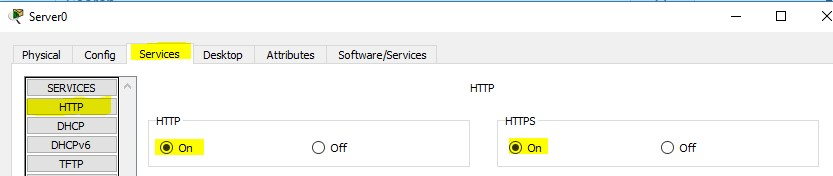 Server0
Physical Config Services Desktop Attributes Software/Services
SERVICES
HTTP
DHCP
DHCPv6
TFTP
HTTP
HTTP
On Off
HTTPS
On Off